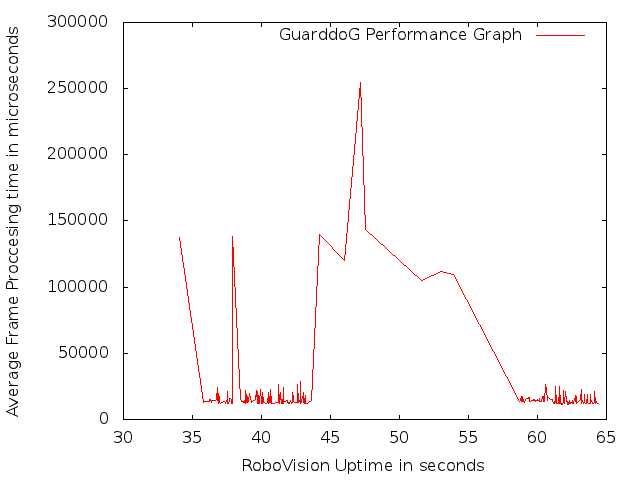 GuarddoG Performance Graph
Average Frame Proccesing time in microseconds
300000
250000
200000
150000
100000
50000
0
30 35 40 45 50 55 60 65
RoboVision Uptime in seconds